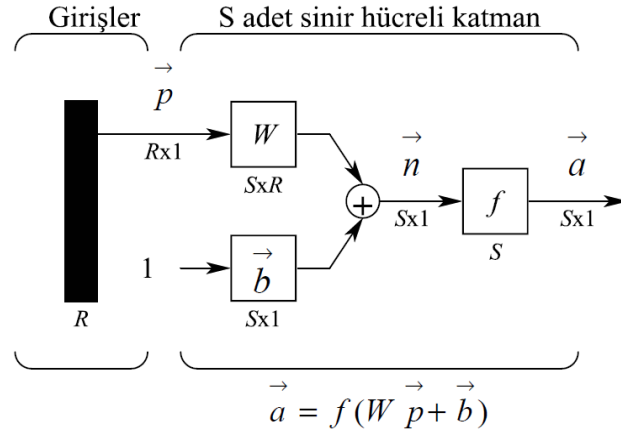 Girişler
S adet sinir hücreli katman
p
Rx1
W
SxR
n
Sx1
f
S
a
Sx1
1
b
Sx1
+
R
a = f(W p + b)